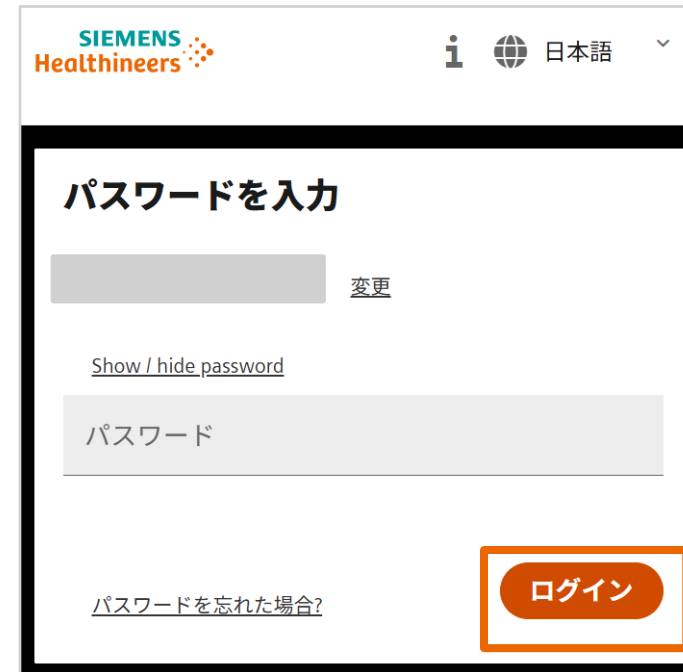 SIEMENS
Healthineers
日本語
パスワードを入力
変更
Show / hide password
パスワード
パスワードを忘れた場合?
ログイン